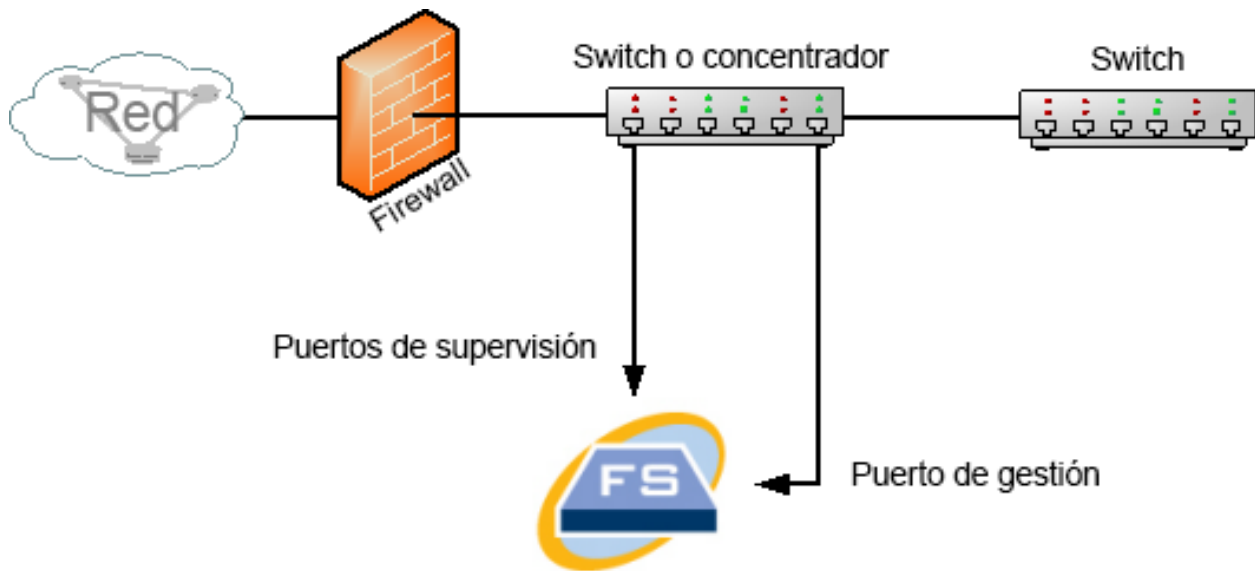 Switch o concentrador
Switch
Red
Firewall
Puertos de supervisión
FS
Puerto de gestión